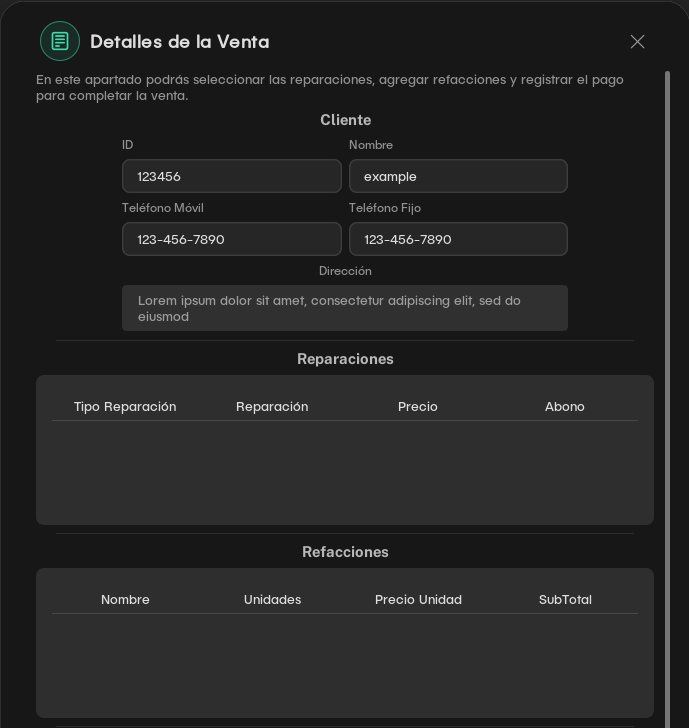 Detalles de la Venta
En este apartado podrás seleccionar las reparaciones, agregar refacciones y registrar el pago
para completar la venta.
Cliente
ID Nombre
123456 example
Teléfono Móvil Teléfono Fijo
123-456-7890 123-456-7890
Dirección
Lorem ipsum dolor sit amet, consectetur adipiscing elit, sed do
eiusmod
Reparaciones
Tipo Reparación Reparación Precio Abono
Refacciones
Nombre Unidades Precio Unidad SubTotal